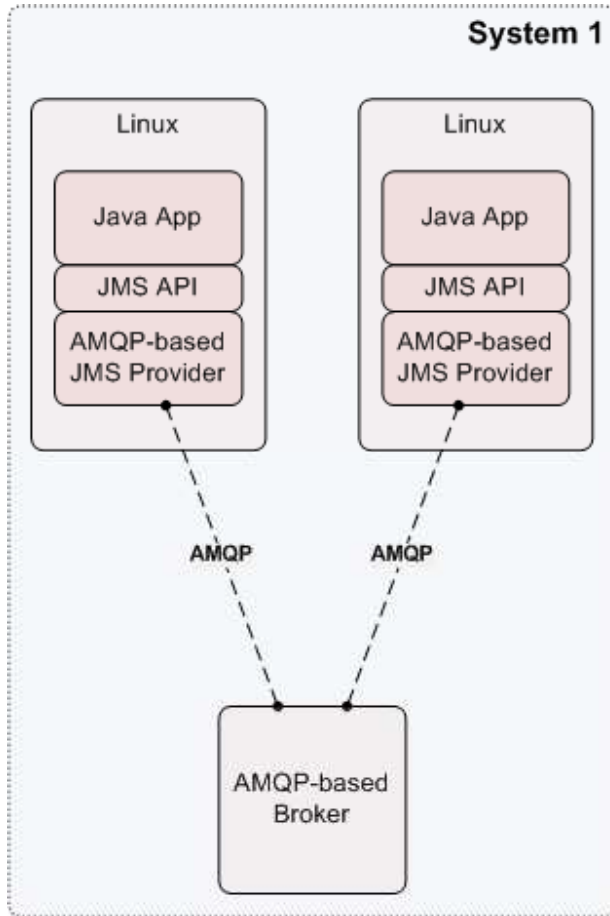 System 1
Linux
Java App
JMS API
AMQP-based
JMS Provider
Linux
Java App
JMS API
AMQP-based
JMS Provider
AMQP
AMQP
AMQP-based
Broker